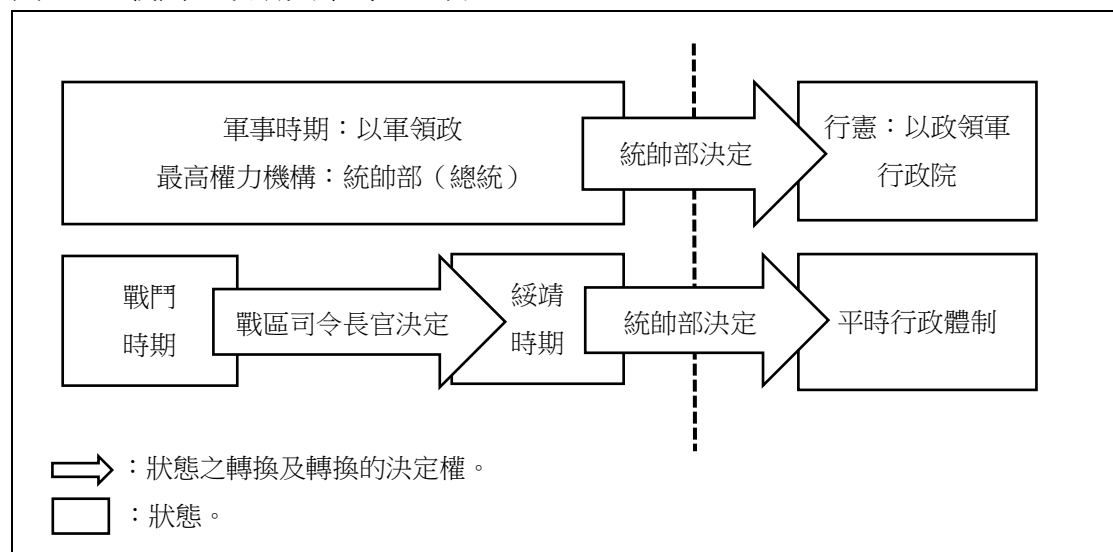 軍事時期：以軍領政
最高權力機構：統帥部（總統）
統帥部決定
行憲：以政領軍
行政院
戰鬥
時期
戰區司令長官決定
綏靖
時期
統帥部決定
平時行政體制
：狀態之轉換及轉換的決定權。
：狀態。